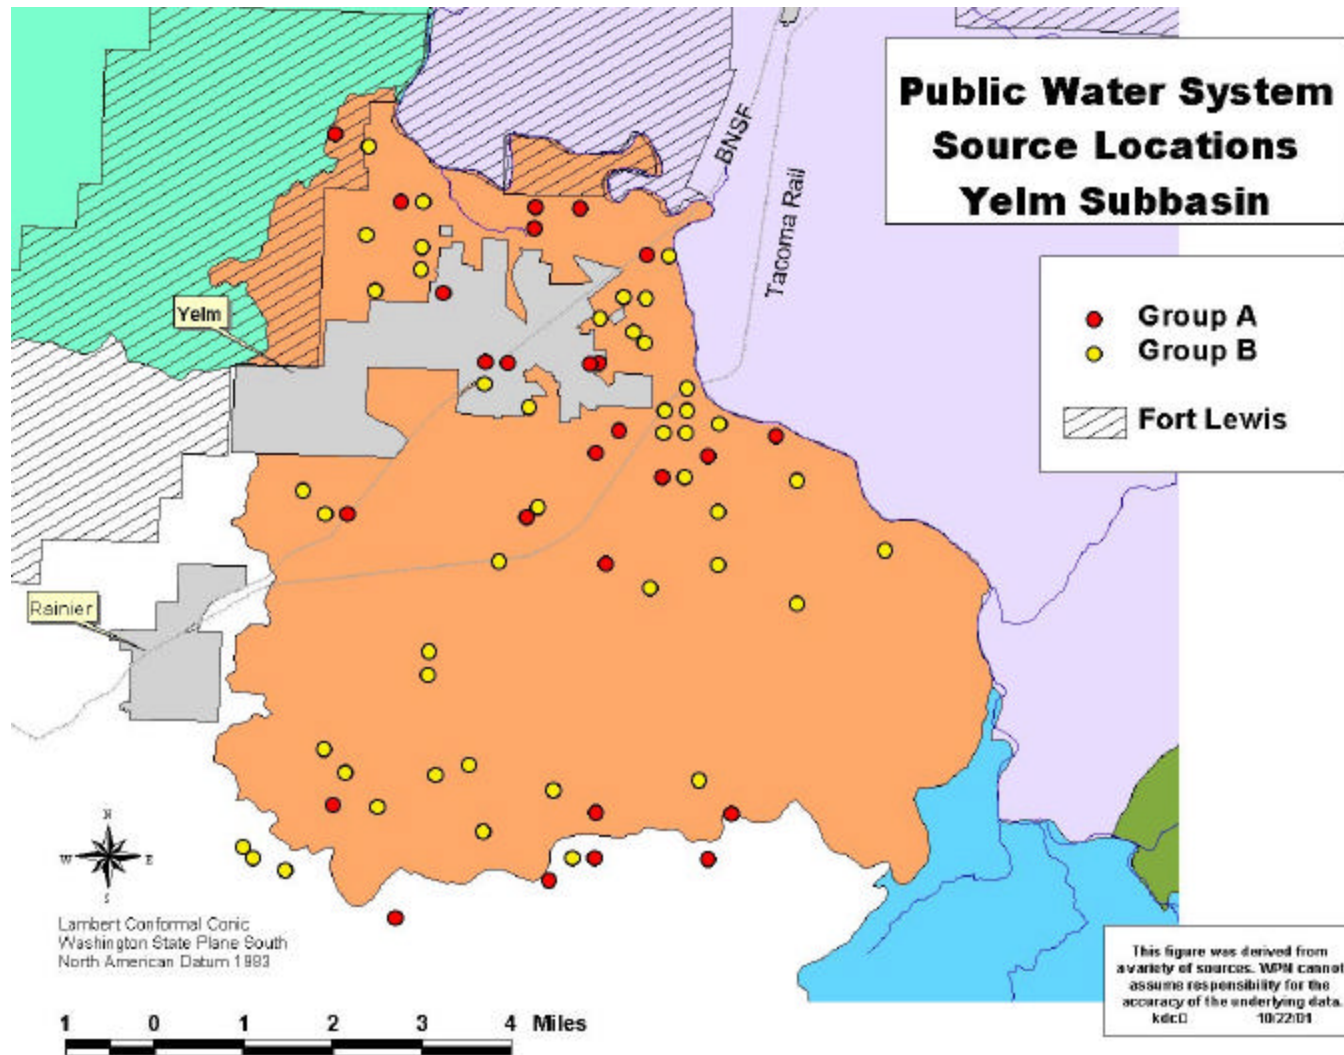 Public Water System
Source Locations
Yelm Subbasin
BNSF
Tacoma Rail
Group A
Group B
Fort Lewis
Yelm
Rainier
N
W E
S
Lambert Conformal Conic
Washington State Plane South
North American Datum 1983
This figure was derived from
a variety of sources. WPN cannot
assume responsibility for the
accuracy of the underlying data.
kdc 10/22/01
1 0 1 2 3 4 Miles